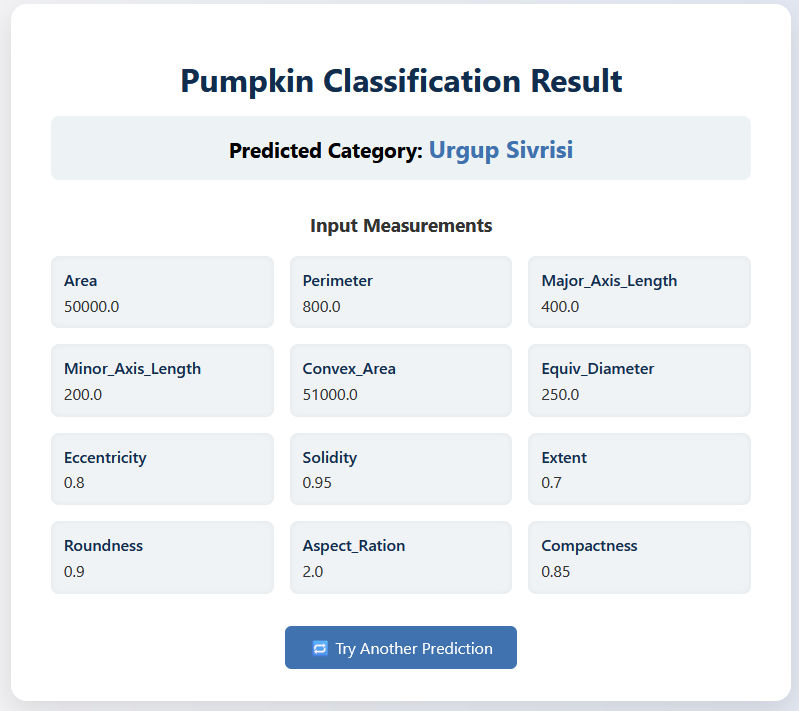 Pumpkin Classification Result
Predicted Category: Urgup Sivrisi
Input Measurements
Area
50000.0
Perimeter
800.0
Major_Axis_Length
400.0
Minor_Axis_Length
200.0
Convex_Area
51000.0
Equiv_Diameter
250.0
Eccentricity
0.8
Solidity
0.95
Extent
0.7
Roundness
0.9
Aspect_Ration
2.0
Compactness
0.85
🔁 Try Another Prediction